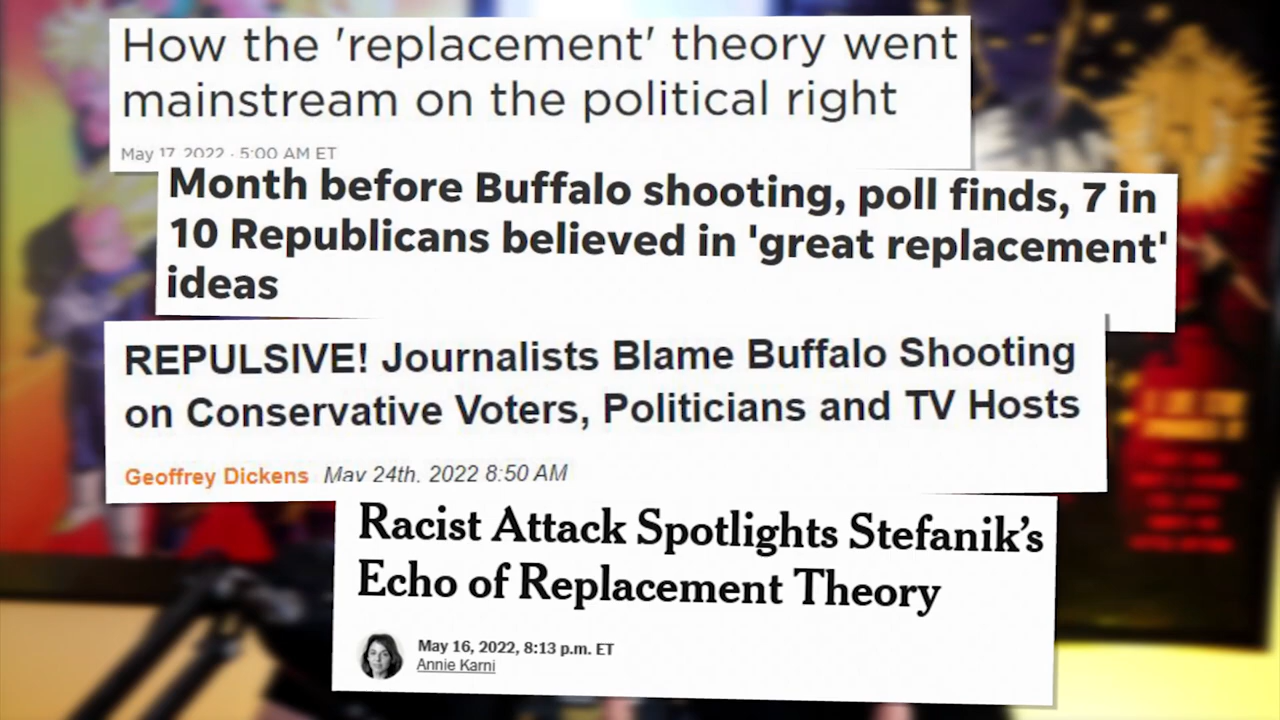 How the 'replacement' theory went
mainstream on the political right
May 17, 2022 · 5:00 AM ET
Month before Buffalo shooting, poll finds, 7 in
10 Republicans believed in 'great replacement'
ideas
REPULSIVE! Journalists Blame Buffalo Shooting
on Conservative Voters, Politicians and TV Hosts
Geoffrey Dickens May 24th, 2022 8:50 AM
Racist Attack Spotlights Stefanik's
Echo of Replacement Theory
May 16, 2022, 8:13 p.m. ET
Annie Karni